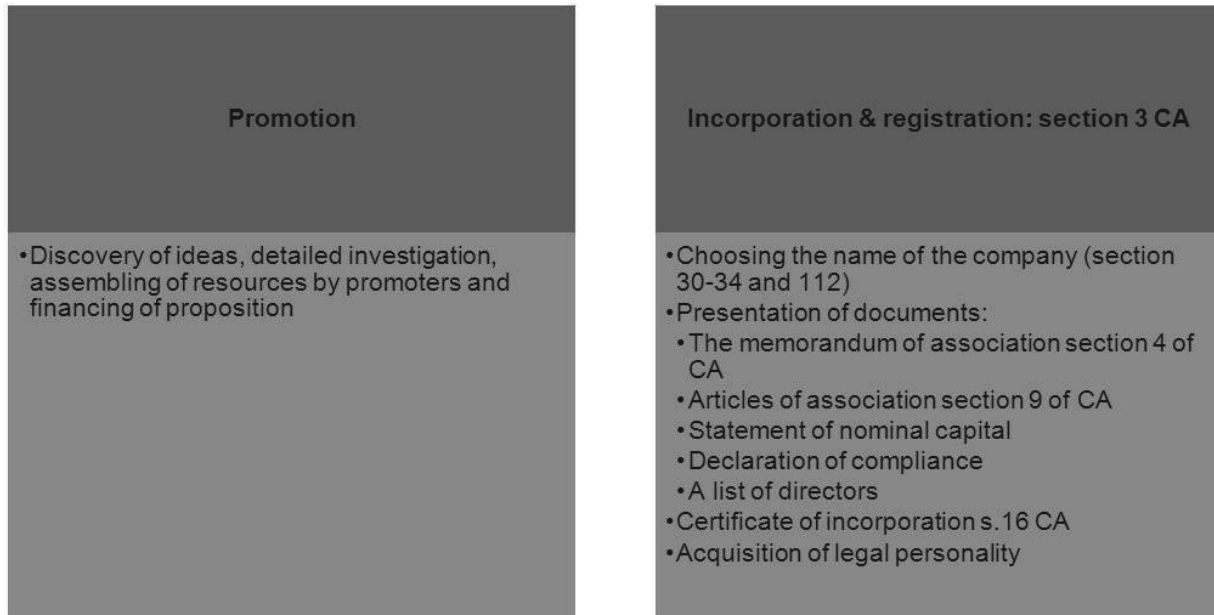 Promotion
•Discovery of ideas, detailed investigation,
assembling of resources by promoters and
financing of proposition
Incorporation & registration: section 3 CA
•Choosing the name of the company (section
30-34 and 112)
•Presentation of documents:
•The memorandum of association section 4 of
CA
•Articles of association section 9 of CA
•Statement of nominal capital
•Declaration of compliance
•A list of directors
•Certificate of incorporation s.16 CA
•Acquisition of legal personality